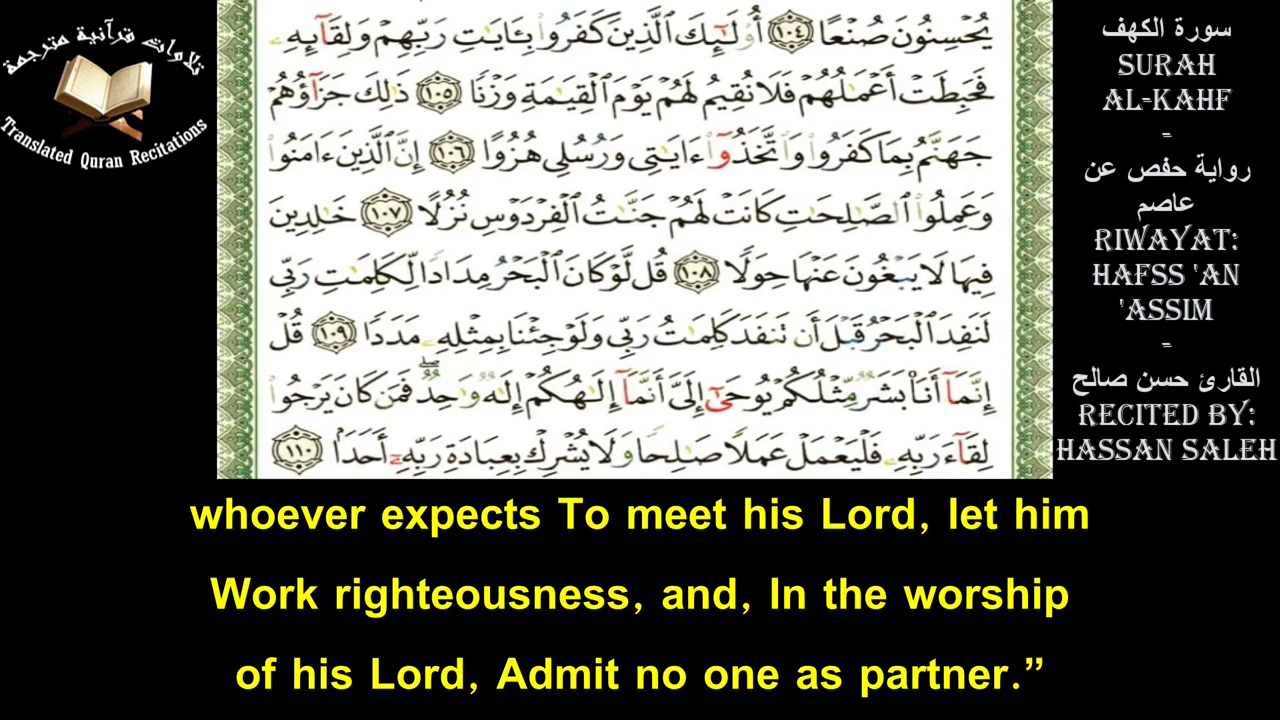 تلاوات قرآنية مترجمة
Translated Quran Recitations
يُحْسِنُونَ صُنْعًا ١٠٤ أُو۟لَٰٓئِكَ ٱلَّذِينَ كَفَرُوا۟ بِـَٔايَٰتِ رَبِّهِمْ وَلِقَآئِهِۦ
فَحَبِطَتْ أَعْمَٰلُهُمْ فَلَا نُقِيمُ لَهُمْ يَوْمَ ٱلْقِيَٰمَةِ وَزْنًا ١٠٥ ذَٰلِكَ جَزَآؤُهُمْ
جَهَنَّمُ بِمَا كَفَرُوا۟ وَٱتَّخَذُوٓا۟ ءَايَٰتِى وَرُسُلِى هُزُوًا ١٠٦ إِنَّ ٱلَّذِينَ ءَامَنُوا۟
وَعَمِلُوا۟ ٱلصَّٰلِحَٰتِ كَانَتْ لَهُمْ جَنَّٰتُ ٱلْفِرْدَوْسِ نُزُلًا ١٠٧ خَٰلِدِينَ
فِيهَا لَا يَبْغُونَ عَنْهَا حِوَلًا ١٠٨ قُل لَّوْ كَانَ ٱلْبَحْرُ مِدَادًا لِّكَلِمَٰتِ رَبِّى
لَنَفِدَ ٱلْبَحْرُ قَبْلَ أَن تَنفَدَ كَلِمَٰتُ رَبِّى وَلَوْ جِئْنَا بِمِثْلِهِۦ مَدَدًا ١٠٩ قُلْ
إِنَّمَآ أَنَا۠ بَشَرٌ مِّثْلُكُمْ يُوحَىٰٓ إِلَىَّ أَنَّمَآ إِلَٰهُكُمْ إِلَٰهٌ وَٰحِدٌ ۖ فَمَن كَانَ يَرْجُوا۟
لِقَآءَ رَبِّهِۦ فَلْيَعْمَلْ عَمَلًا صَٰلِحًا وَلَا يُشْرِكْ بِعِبَادَةِ رَبِّهِۦٓ أَحَدًۢا ١١٠
سورة الكهف
SURAH
AL-KAHF
-
رواية حفص عن
عاصم
RIWAYAT:
HAFSS 'AN
'ASSIM
-
القارئ حسن صالح
RECITED BY:
HASSAN SALEH
whoever expects To meet his Lord, let him
Work righteousness, and, In the worship
of his Lord, Admit no one as partner.”